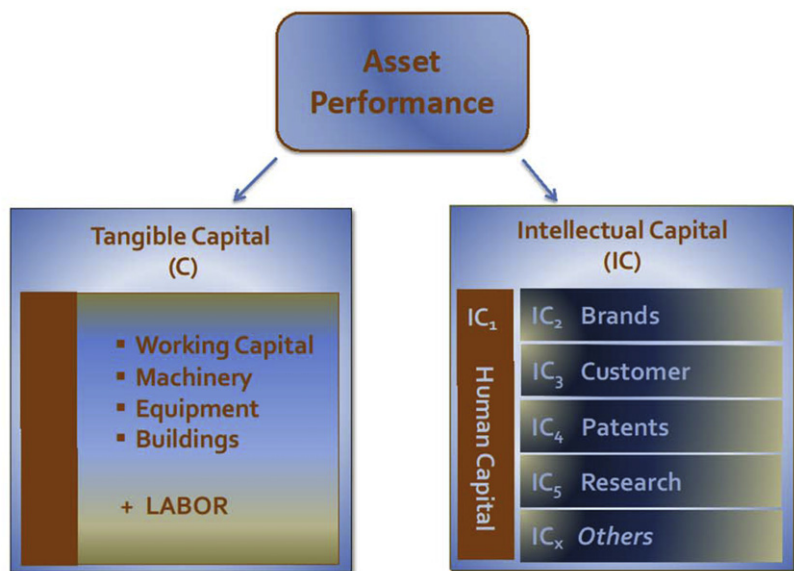 Asset
Performance
Tangible Capital
(C)
▪ Working Capital
▪ Machinery
▪ Equipment
▪ Buildings
+ LABOR
Intellectual Capital
(IC)
IC₁
Human Capital
IC₂ Brands
IC₃ Customer
IC₄ Patents
IC₅ Research
ICₓ Others